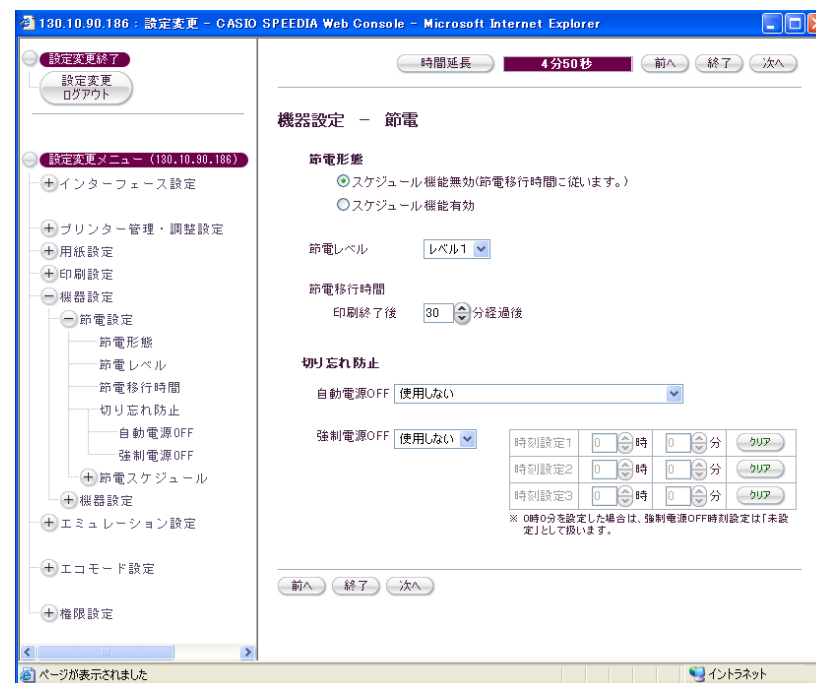 130.10.90.186 : 設定変更 - CASIO SPEEDIA Web Console - Microsoft Internet Explorer
設定変更終了
設定変更
ログアウト
設定変更メニュー (130.10.90.186)
インターフェース設定
プリンター管理・調整設定
用紙設定
印刷設定
機器設定
節電設定
節電形態
節電レベル
節電移行時間
切り忘れ防止
自動電源OFF
強制電源OFF
節電スケジュール
機器設定
エミュレーション設定
エコモード設定
権限設定
時間延長 4分50秒 前へ 終了 次へ
機器設定 － 節電
節電形態
スケジュール機能無効(節電移行時間に従います。)
スケジュール機能有効
節電レベル レベル1
節電移行時間
印刷終了後 30 分経過後
切り忘れ防止
自動電源OFF 使用しない
強制電源OFF 使用しない
時刻設定1 0 時 0 分 クリア
時刻設定2 0 時 0 分 クリア
時刻設定3 0 時 0 分 クリア
※ 0時0分を設定した場合は、強制電源OFF時刻設定は「未設
定」として扱います。
前へ 終了 次へ
ページが表示されました イントラネット